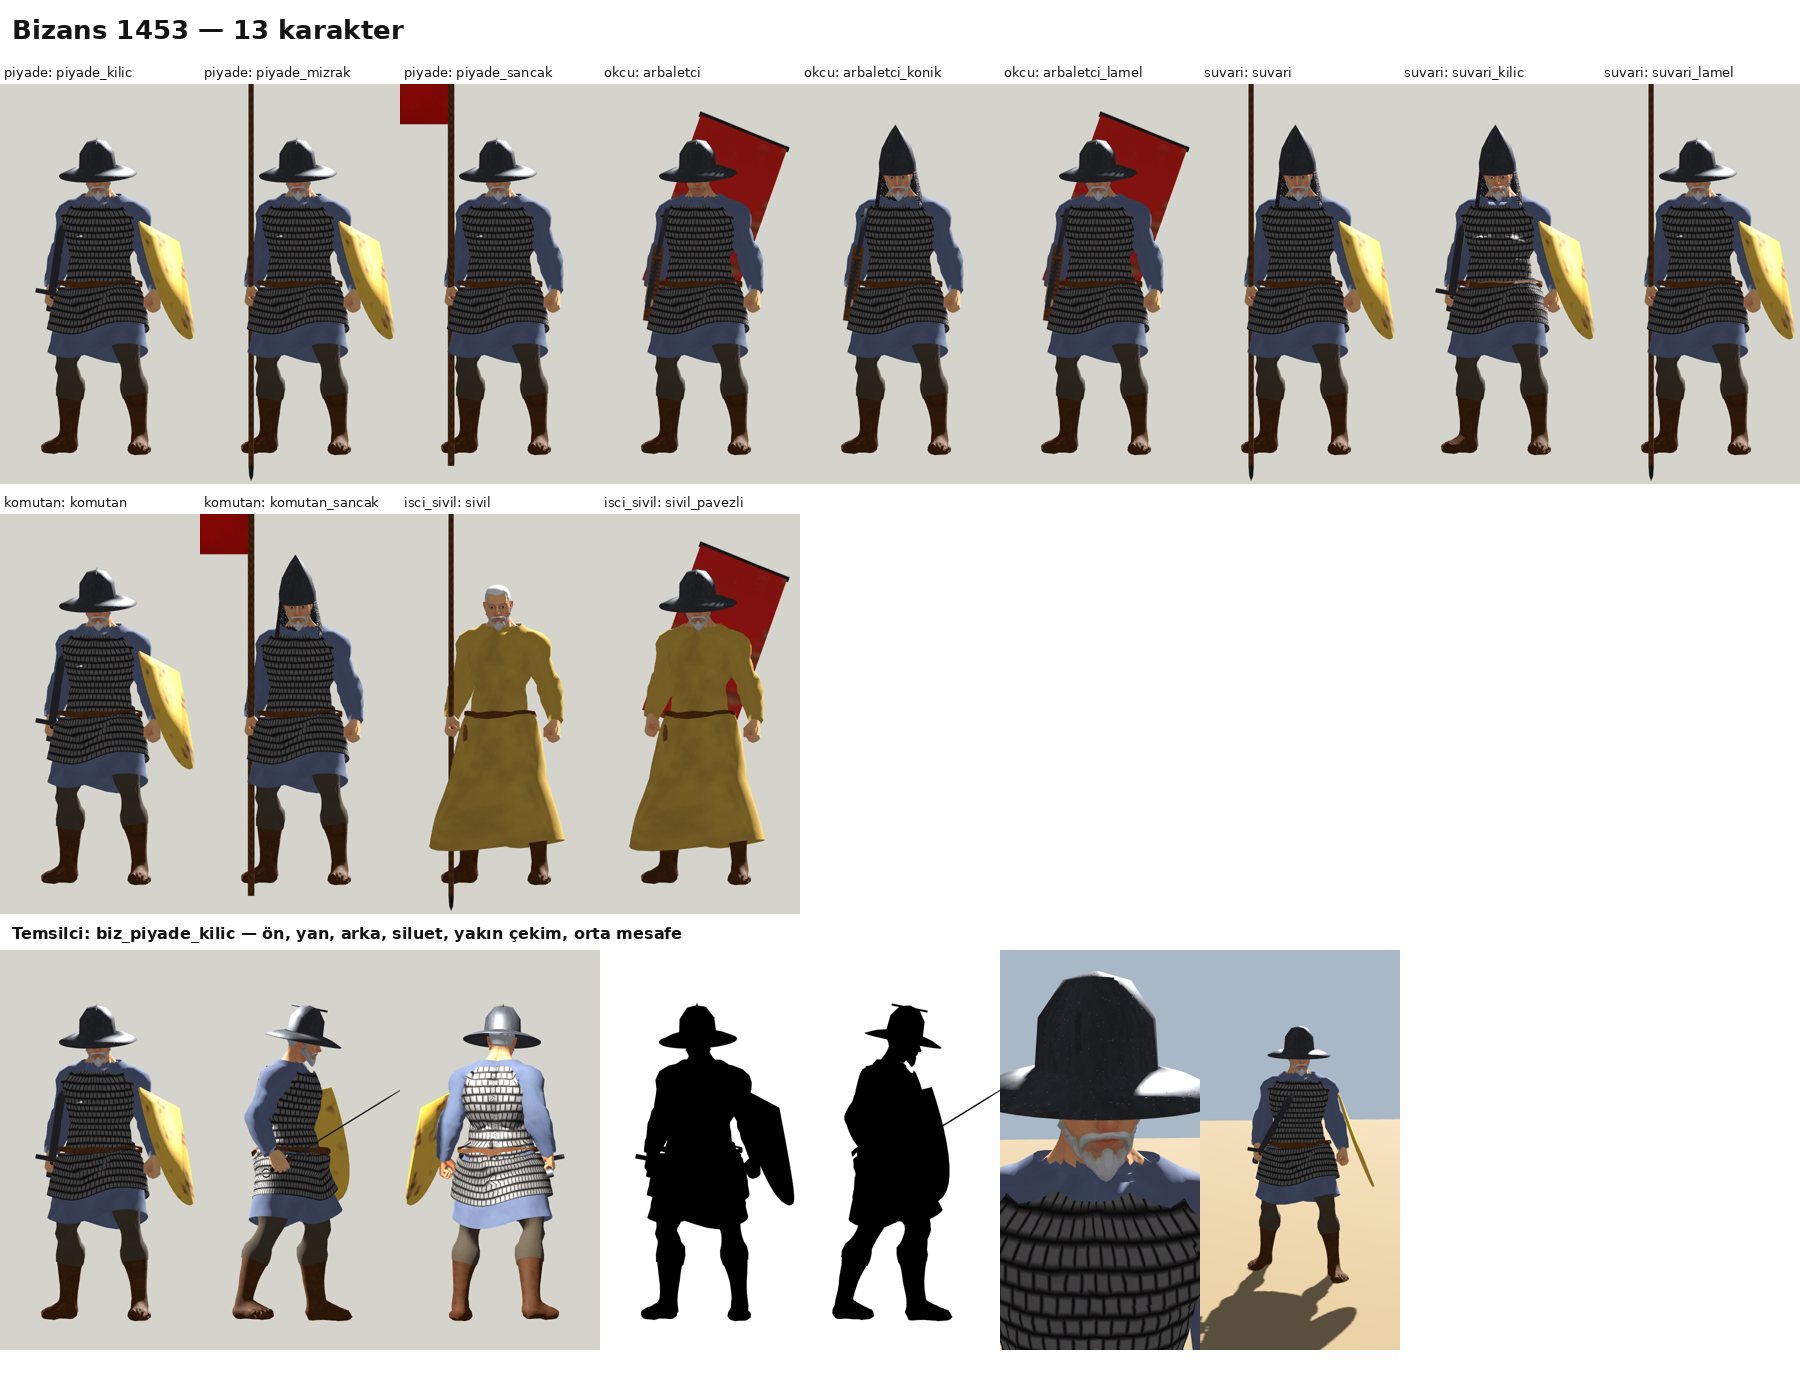 Bizans 1453 — 13 karakter
piyade: piyade_kilic piyade: piyade_mizrak piyade: piyade_sancak okcu: arbaletci okcu: arbaletci_konik okcu: arbaletci_lamel suvari: suvari suvari: suvari_kilic suvari: suvari_lamel
komutan: komutan komutan: komutan_sancak isci_sivil: sivil isci_sivil: sivil_pavezli
Temsilci: biz_piyade_kilic — ön, yan, arka, siluet, yakın çekim, orta mesafe